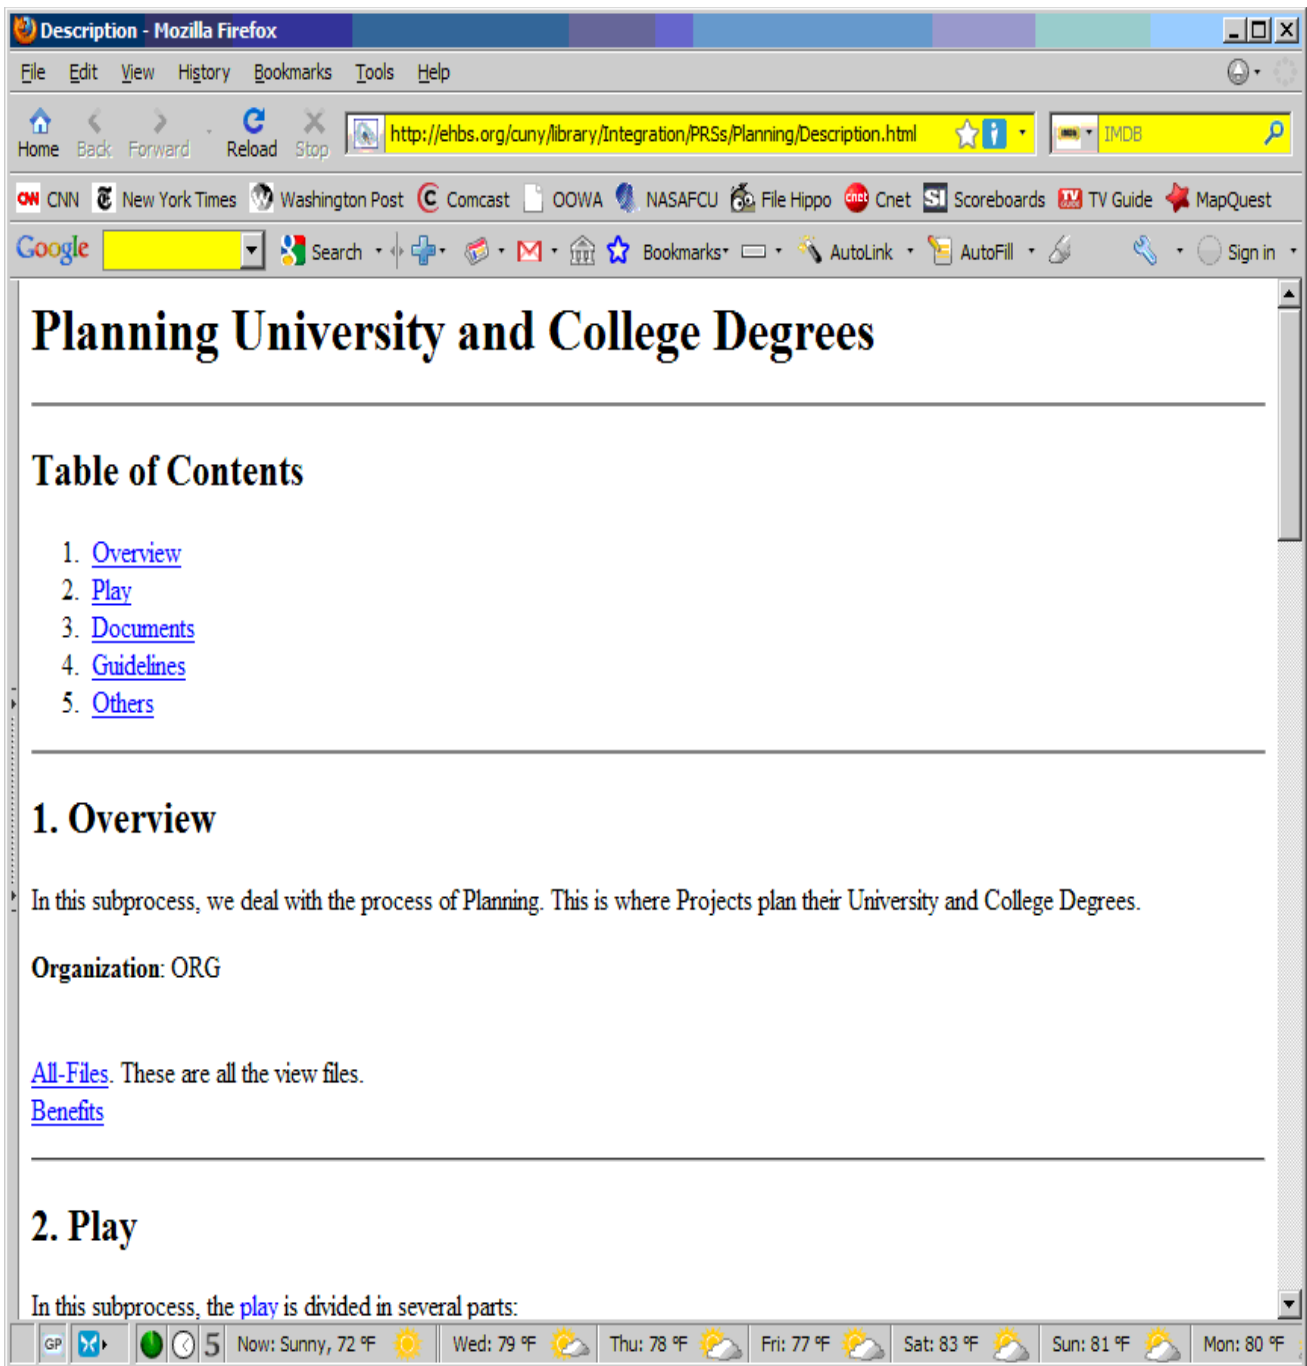 Description - Mozilla Firefox
File Edit View History Bookmarks Tools Help
Home Back Forward Reload Stop http://ehbs.org/cuny/library/Integration/PRSs/Planning/Description.html IMDB
CNN New York Times Washington Post Comcast OOWA NASAFCU File Hippo Cnet Scoreboards TV Guide MapQuest
Google Search Bookmarks AutoLink AutoFill Sign in
Planning University and College Degrees
Table of Contents
1. Overview
2. Play
3. Documents
4. Guidelines
5. Others
1. Overview
In this subprocess, we deal with the process of Planning. This is where Projects plan their University and College Degrees.
Organization: ORG
All-Files. These are all the view files.
Benefits
2. Play
In this subprocess, the play is divided in several parts:
GP 5 Now: Sunny, 72 °F Wed: 79 °F Thu: 78 °F Fri: 77 °F Sat: 83 °F Sun: 81 °F Mon: 80 °F